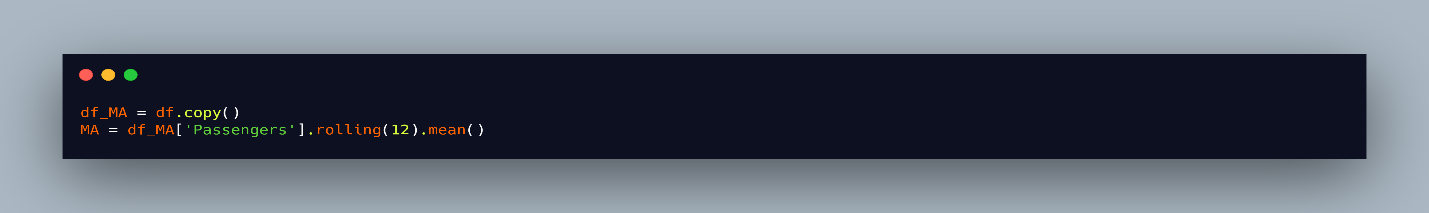 df_MA = df.copy()
MA = df_MA['Passengers'].rolling(12).mean()